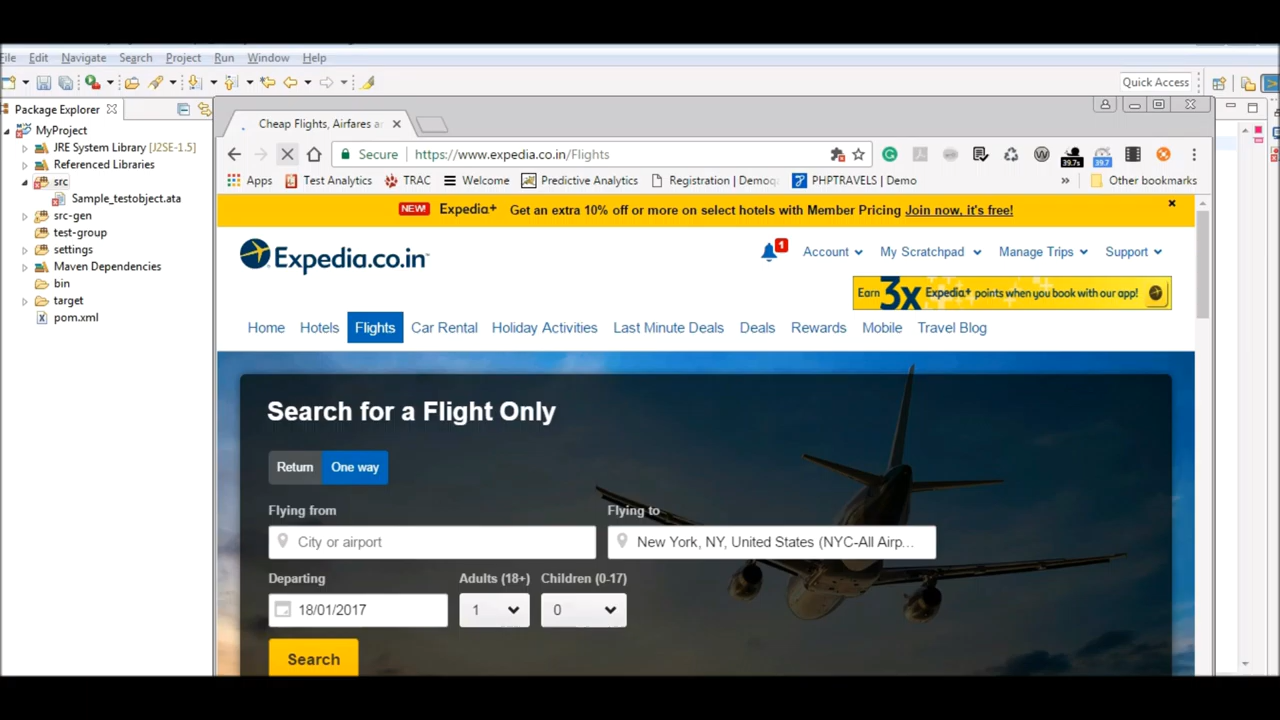 File Edit Navigate Search Project Run Window Help
Quick Access
Package Explorer
MyProject
JRE System Library [J2SE-1.5]
Referenced Libraries
src
Sample_testobject.ata
src-gen
test-group
settings
Maven Dependencies
bin
target
pom.xml
Cheap Flights, Airfares ar
Secure https://www.expedia.co.in/Flights
39.7s 39.7
Apps Test Analytics TRAC Welcome Predictive Analytics Registration | Demoq PHPTRAVELS | Demo » Other bookmarks
NEW! Expedia+ Get an extra 10% off or more on select hotels with Member Pricing Join now, it's free!
Expedia.co.in
1 Account My Scratchpad Manage Trips Support
Earn 3x Expedia+ points when you book with our app!
Home Hotels Flights Car Rental Holiday Activities Last Minute Deals Deals Rewards Mobile Travel Blog
Search for a Flight Only
Return One way
Flying from Flying to
City or airport New York, NY, United States (NYC-All Airp...
Departing Adults (18+) Children (0-17)
18/01/2017 1 0
Search